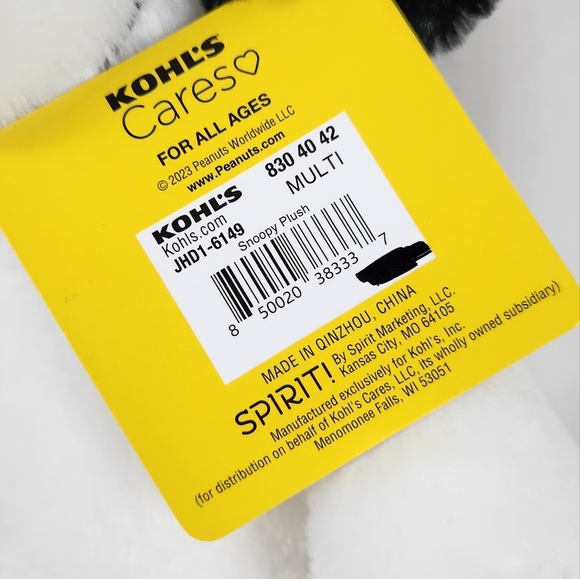 KOHL'S
Cares♡
FOR ALL AGES
© 2023 Peanuts Worldwide LLC
www.Peanuts.com
KOHL'S 830 40 42
Kohls.com MULTI
JHD1-6149
Snoopy Plush
8 50020 38333 7
MADE IN QINZHOU, CHINA
SPIRIT! By Spirit Marketing, LLC.
Kansas City, MO 64105
Manufactured exclusively for Kohl's, Inc.
(for distribution on behalf of Kohl's Cares, LLC, its wholly owned subsidiary)
Menomonee Falls, WI 53051